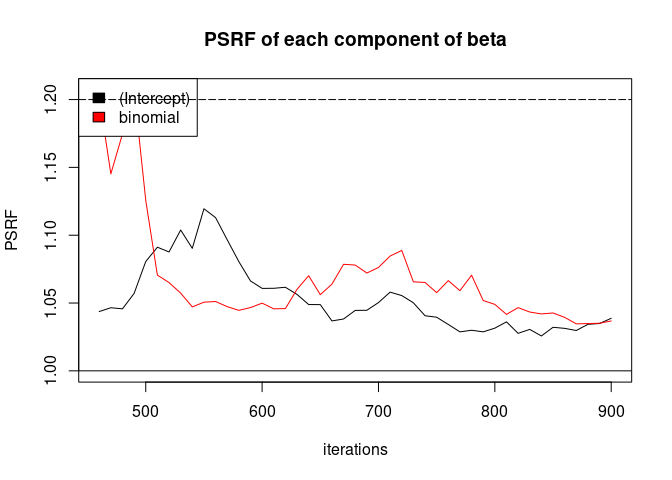 PSRF of each component of beta
(Intercept)
binomial
PSRF
1.20
1.15
1.10
1.05
1.00
500 600 700 800 900
iterations